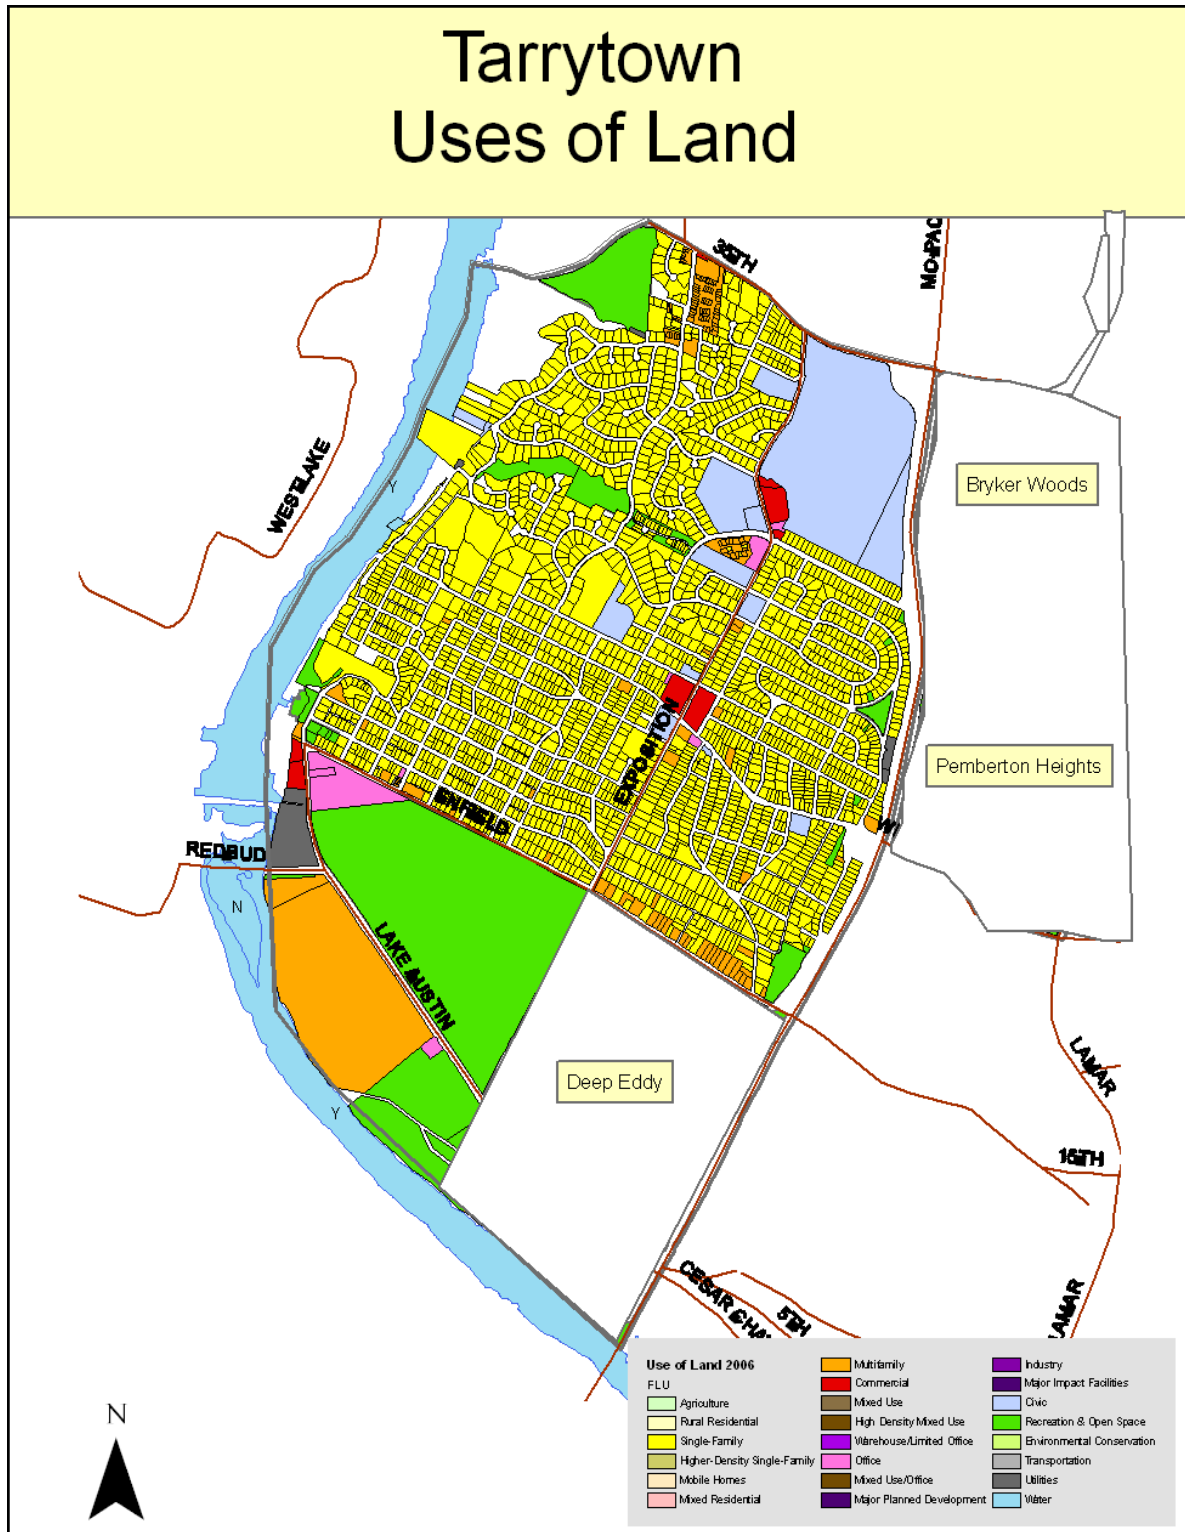 Tarrytown
Uses of Land
35TH
MO-PAC
WESTLAKE
Y
Bryker Woods
EXPOSITION
Pemberton Heights
ENFIELD
REDBUD
N
LAKE AUSTIN
Deep Eddy
Y
LAMAR
15TH
CESAR CHAV
5TH
LAMAR
N
Use of Land 2006
FLU
Agriculture
Rural Residential
Single-Family
Higher-Density Single-Family
Mobile Homes
Mixed Residential
Multifamily
Commercial
Mixed Use
High Density Mixed Use
Warehouse/Limited Office
Office
Mixed Use/Office
Major Planned Development
Industry
Major Impact Facilities
Civic
Recreation & Open Space
Environmental Conservation
Transportation
Utilities
Water